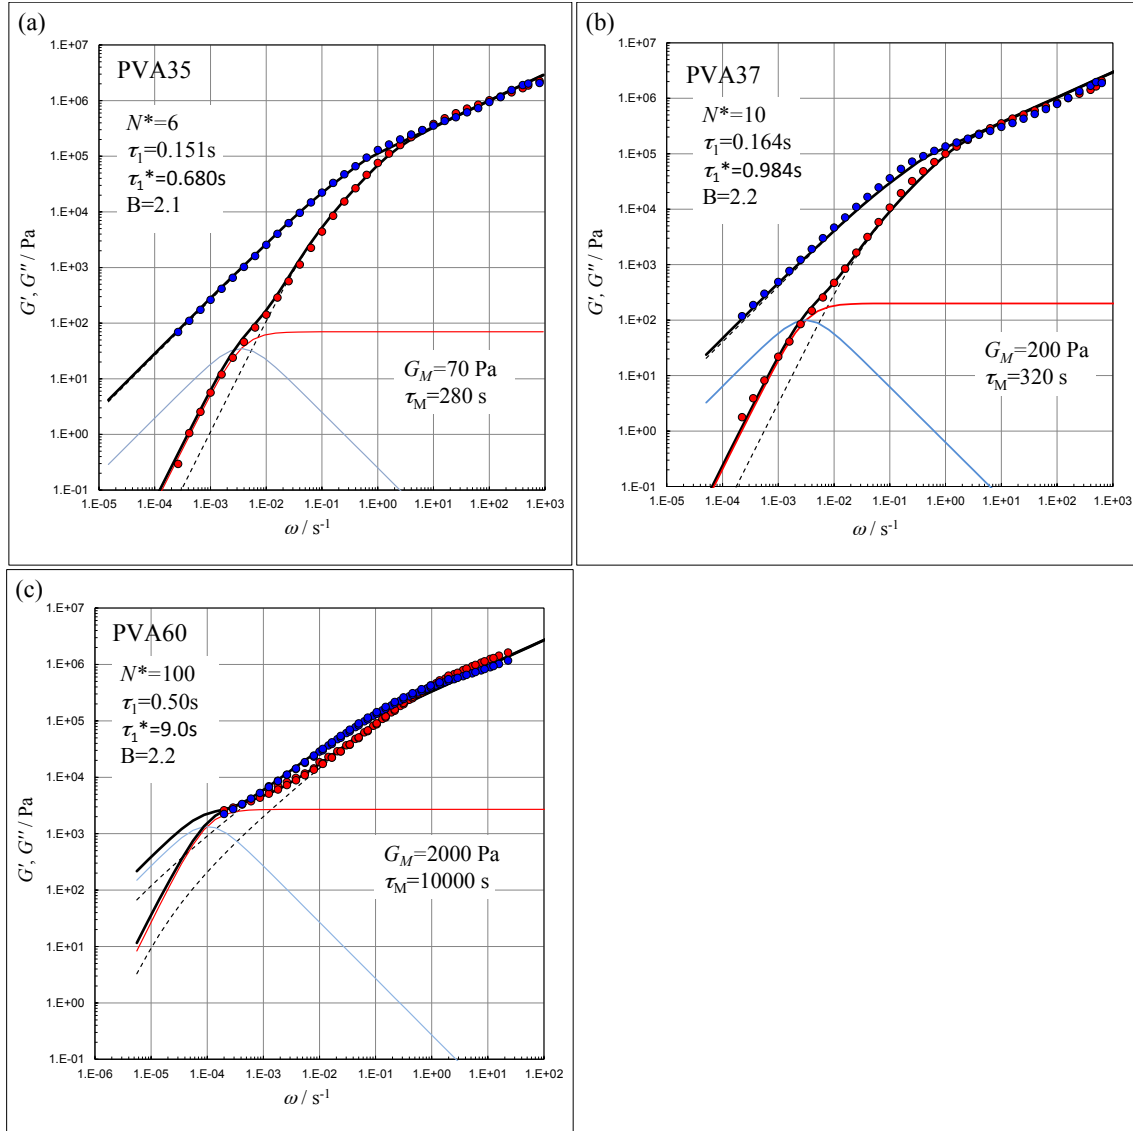 (a)
1.E+07
1.E+06
1.E+05
1.E+04
1.E+03
1.E+02
1.E+01
1.E+00
1.E-01
G′, G″ / Pa
PVA35
N*=6
τ1=0.151s
τ1*=0.680s
B=2.1
GM=70 Pa
τM=280 s
1.E-05 1.E-04 1.E-03 1.E-02 1.E-01 1.E+00 1.E+01 1.E+02 1.E+03
ω / s-1
(b)
1.E+07
1.E+06
1.E+05
1.E+04
1.E+03
1.E+02
1.E+01
1.E+00
1.E-01
G′, G″ / Pa
PVA37
N*=10
τ1=0.164s
τ1*=0.984s
B=2.2
GM=200 Pa
τM=320 s
1.E-05 1.E-04 1.E-03 1.E-02 1.E-01 1.E+00 1.E+01 1.E+02 1.E+03
ω / s-1
(c)
1.E+07
1.E+06
1.E+05
1.E+04
1.E+03
1.E+02
1.E+01
1.E+00
1.E-01
G′, G″ / Pa
PVA60
N*=100
τ1=0.50s
τ1*=9.0s
B=2.2
GM=2000 Pa
τM=10000 s
1.E-06 1.E-05 1.E-04 1.E-03 1.E-02 1.E-01 1.E+00 1.E+01 1.E+02
ω / s-1